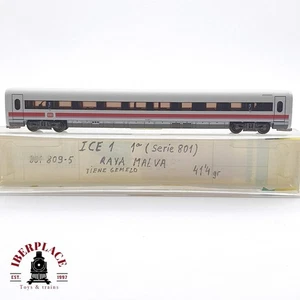 DB
ICE 1 1ª (Serie 801)
801 809-5 RAYA MALVA
TIENE GEMELO
41'4 gr
IBERPLACE
EST. 1997
Toys & trains